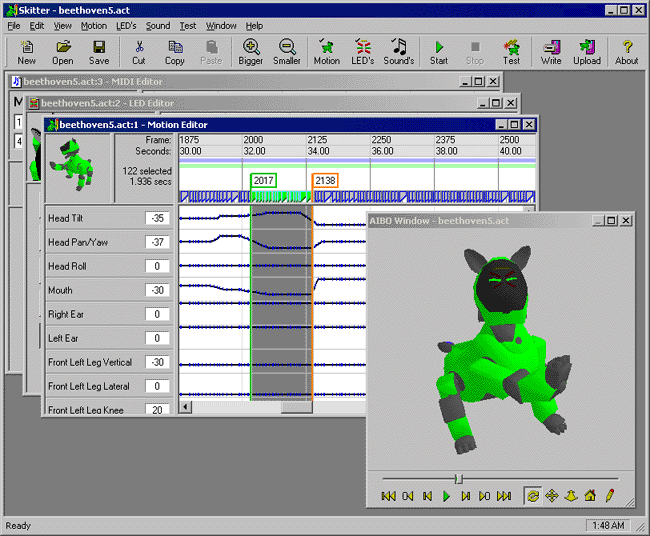 Skitter - beethoven5.act
File Edit View Motion LED's Sound Test Window Help
New Open Save Cut Copy Paste Bigger Smaller Motion LED's Sound's Start Stop Test Write Upload About
beethoven5.act:3 - MIDI Editor
M
1
4
beethoven5.act:2 - LED Editor
beethoven5.act:1 - Motion Editor
Frame: 1875 2000 2125 2250 2375 2500
Seconds: 30.00 32.00 34.00 36.00 38.00 40.00
122 selected
1.936 secs
2017 2138
Head Tilt -35
Head Pan/Yaw -37
Head Roll 0
Mouth -30
Right Ear 0
Left Ear 0
Front Left Leg Vertical -30
Front Left Leg Lateral 0
Front Left Leg Knee 20
AIBO Window - beethoven5.act
Ready
1:48 AM